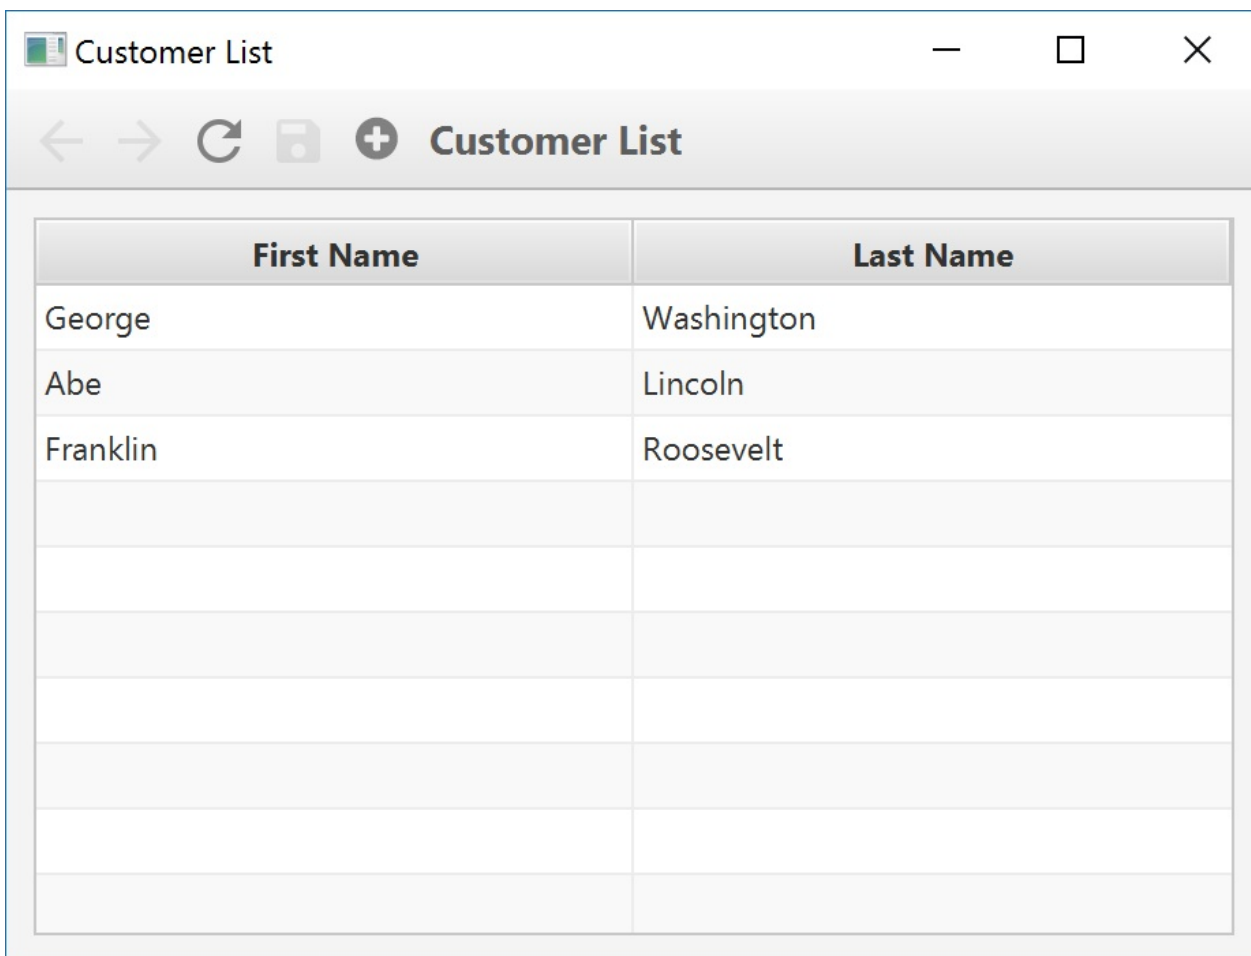 Customer List
Customer List
First Name Last Name
George Washington
Abe Lincoln
Franklin Roosevelt